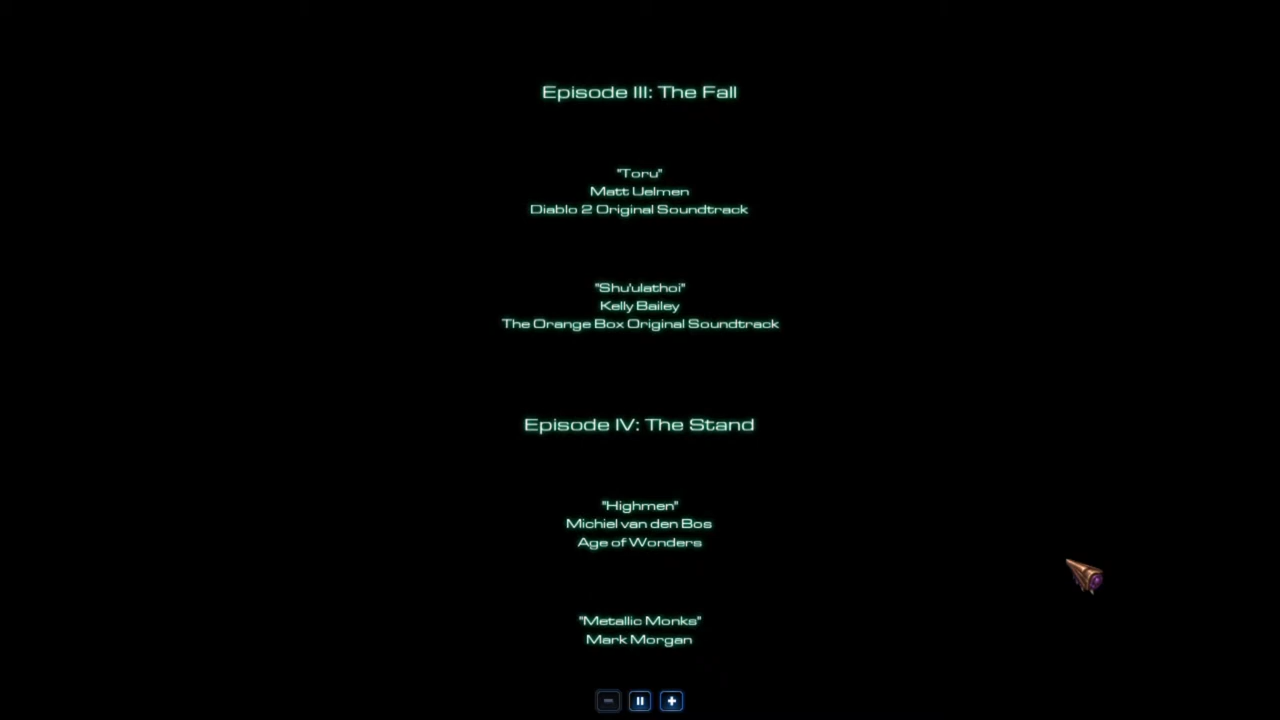 Episode III: The Fall
"Toru"
Matt Uelmen
Diablo 2 Original Soundtrack
"Shu'ulathoi"
Kelly Bailey
The Orange Box Original Soundtrack
Episode IV: The Stand
"Highmen"
Michiel van den Bos
Age of Wonders
"Metallic Monks"
Mark Morgan